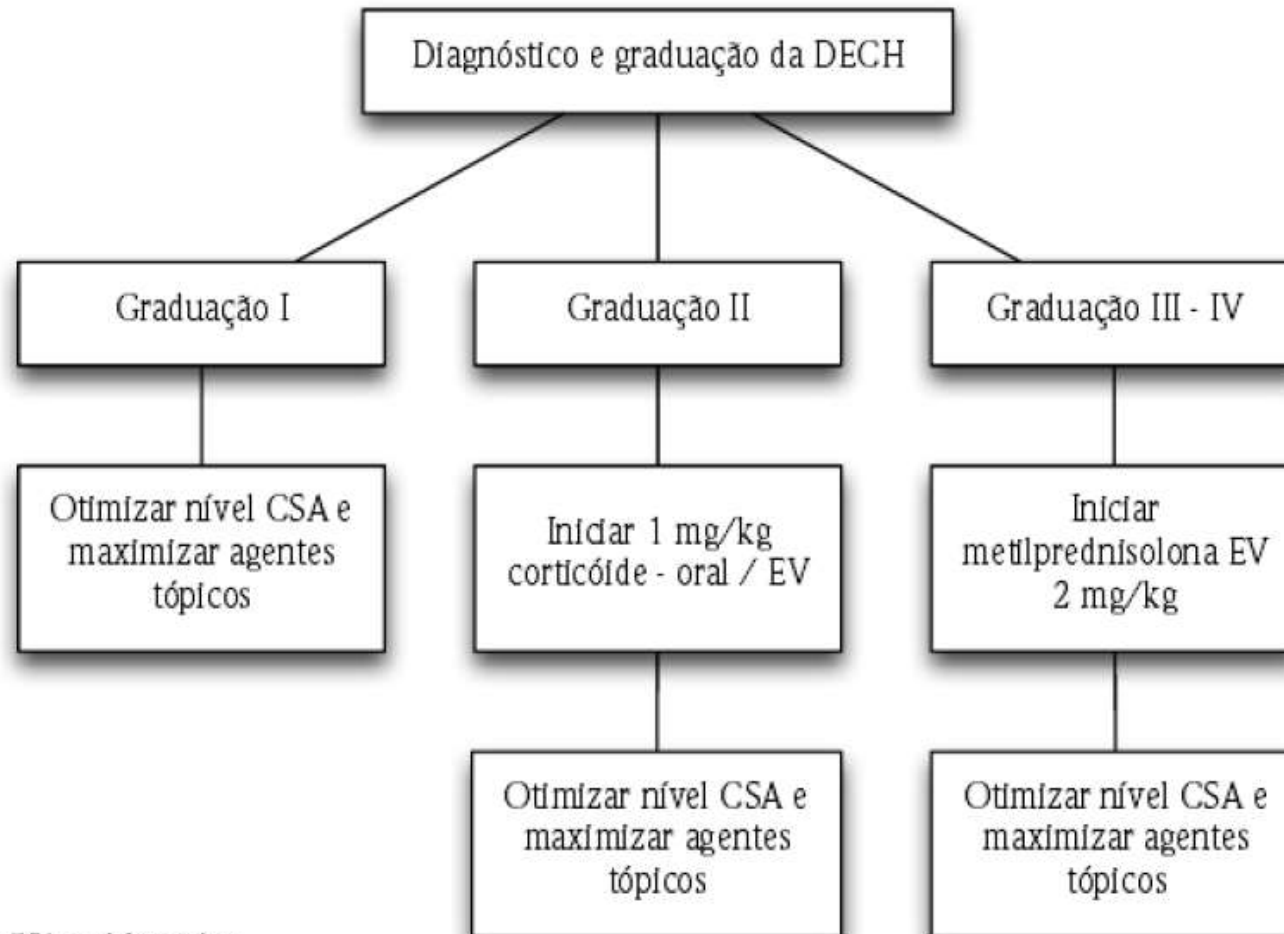 Diagnóstico e graduação da DECH
Graduação I
Graduação II
Graduação III - IV
Otimizar nível CSA e
maximizar agentes
tópicos
Iniciar 1 mg/kg
corticóide - oral / EV
Iniciar
metilprednisolona EV
2 mg/kg
Otimizar nível CSA e
maximizar agentes
tópicos
Otimizar nível CSA e
maximizar agentes
tópicos